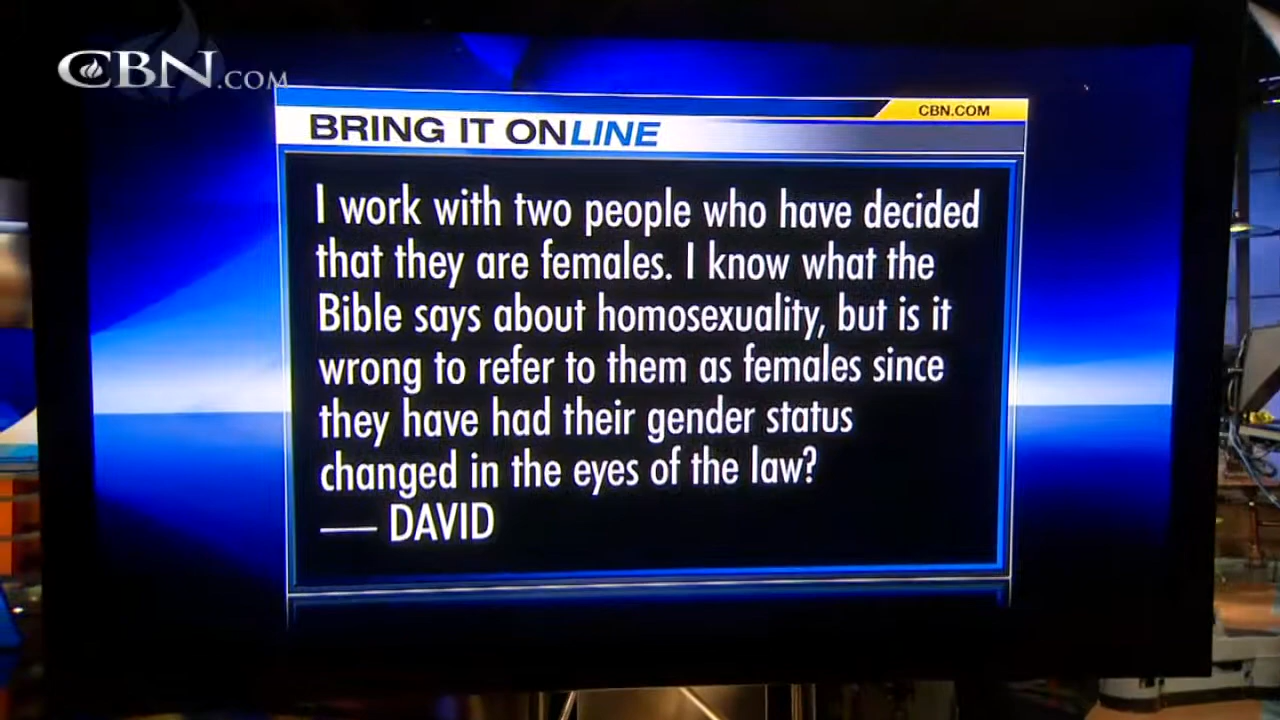 CBN.COM
CBN.COM
BRING IT ONLINE
I work with two people who have decided
that they are females. I know what the
Bible says about homosexuality, but is it
wrong to refer to them as females since
they have had their gender status
changed in the eyes of the law?
— DAVID